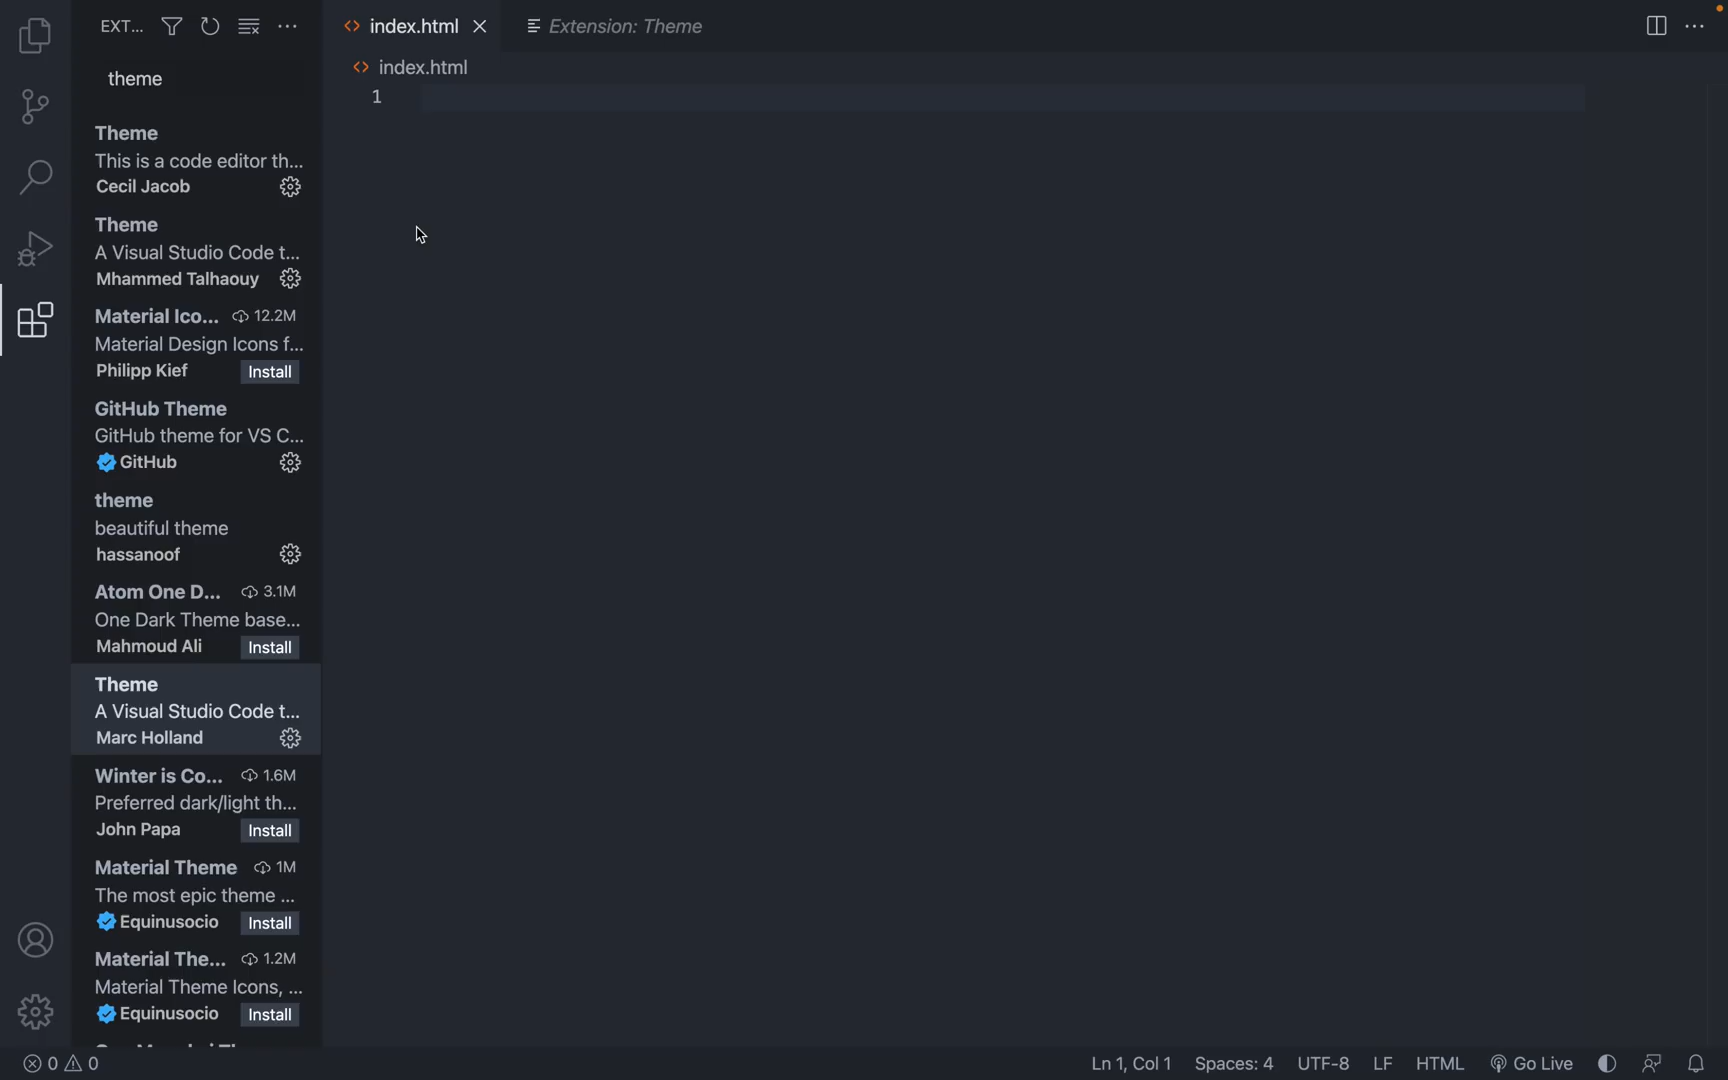 EXT...
index.html
Extension: Theme
theme
index.html
1
Theme
This is a code editor th...
Cecil Jacob
Theme
A Visual Studio Code t...
Mhammed Talhaouy
Material Ico... 12.2M
Material Design Icons f...
Philipp Kief Install
GitHub Theme
GitHub theme for VS C...
GitHub
theme
beautiful theme
hassanoof
Atom One D... 3.1M
One Dark Theme base...
Mahmoud Ali Install
Theme
A Visual Studio Code t...
Marc Holland
Winter is Co... 1.6M
Preferred dark/light th...
John Papa Install
Material Theme 1M
The most epic theme ...
Equinusocio Install
Material The... 1.2M
Material Theme Icons, ...
Equinusocio Install
0 0
Ln 1, Col 1 Spaces: 4 UTF-8 LF HTML Go Live